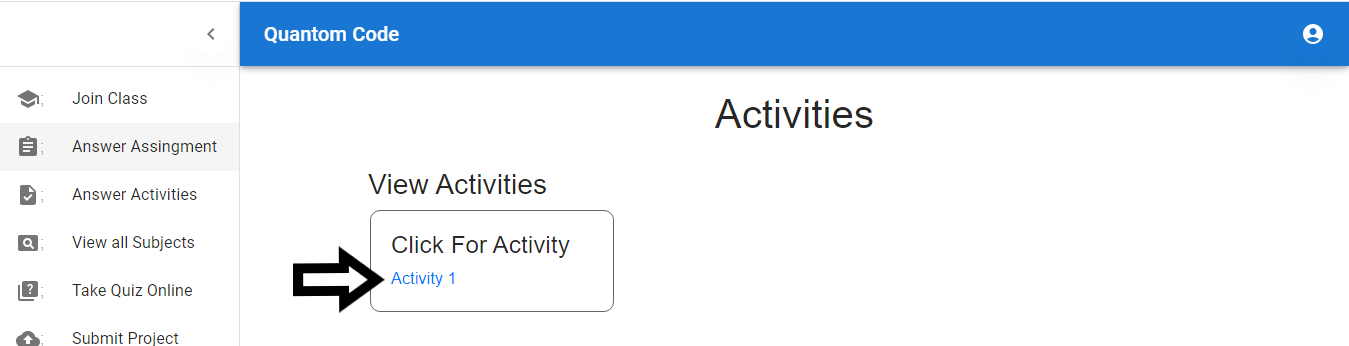 Quantom Code
Join Class
;
Answer Assingment
;
Answer Activities
;
View all Subjects
;
Take Quiz Online
;
Submit Project
;
Activities
View Activities
Click For Activity
Activity 1